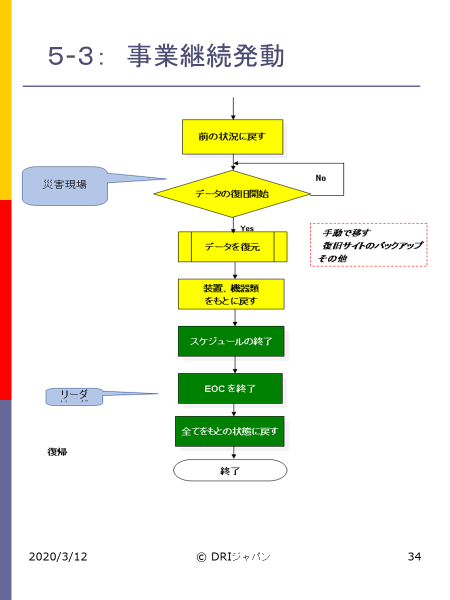 ５-３： 事業継続発動
前の状況に戻す
災害現場
No
データの復旧開始
Yes
手動で移す
復旧サイトのバックアップ
その他
データを復元
装置、機器類
をもとに戻す
スケジュールの終了
EOC を終了
リーダ
全てをもとの状態に戻す
復帰
終了
2020/3/12
© DRIジャパン
34